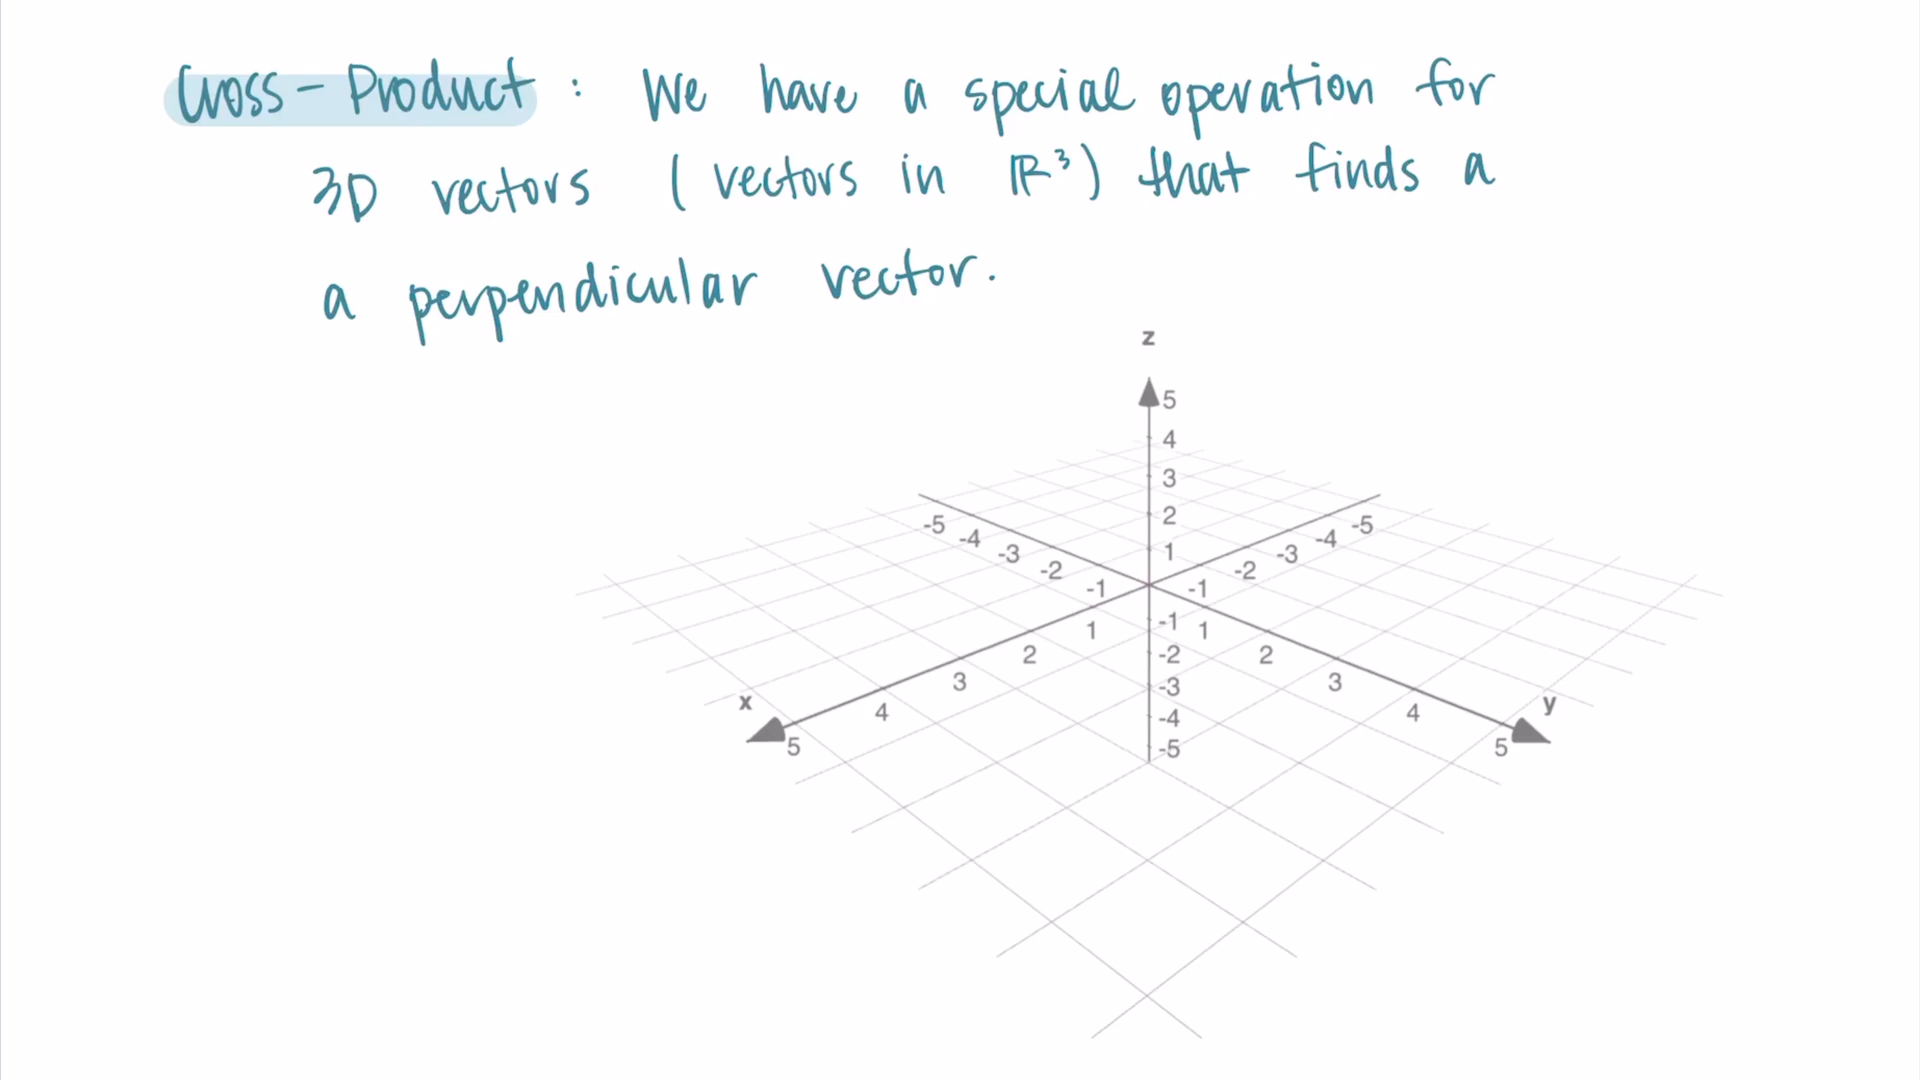 Cross-Product : We have a special operation for
3D vectors (vectors in ℝ³) that finds a
a perpendicular vector.
z
5
4
3
2
1
-5 -4 -3 -2 -1
-1 -2 -3 -4 -5
-1
-2
-3
-4
-5
1 2 3 4 5
x
1 2 3 4 5
y